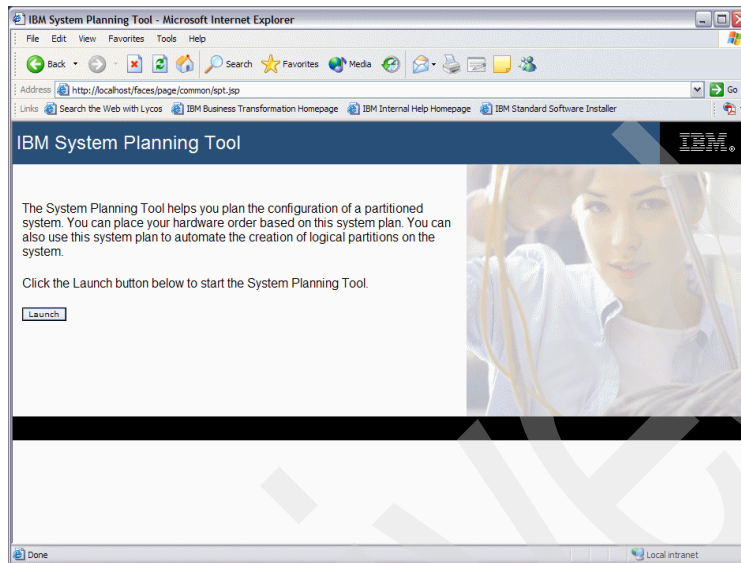 IBM System Planning Tool - Microsoft Internet Explorer
File Edit View Favorites Tools Help
Back Search Favorites Media
Address http://localhost/faces/page/common/spt.jsp Go
Links Search the Web with Lycos IBM Business Transformation Homepage IBM Internal Help Homepage IBM Standard Software Installer
IBM System Planning Tool IBM®
The System Planning Tool helps you plan the configuration of a partitioned
system. You can place your hardware order based on this system plan. You can
also use this system plan to automate the creation of logical partitions on the
system.
Click the Launch button below to start the System Planning Tool.
Launch
Done Local intranet